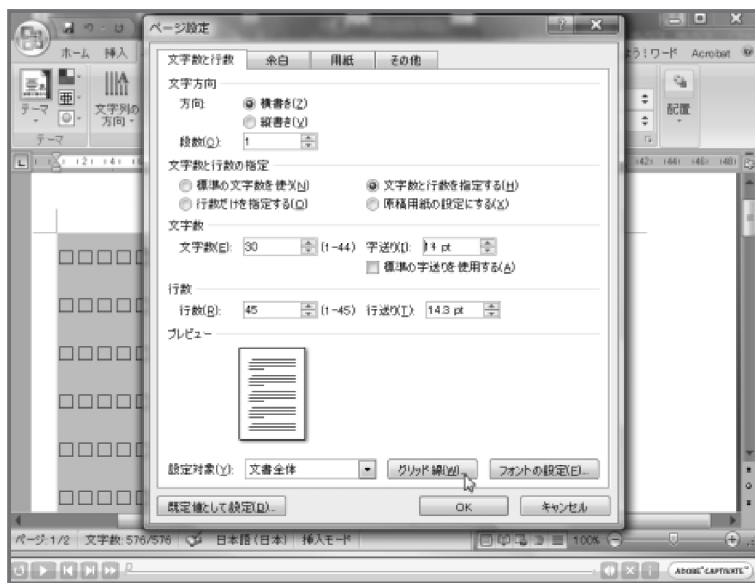 ページ設定
ホーム 挿入
ようこ!ワード Acrobat
テーマ
文字列の
方向
配置
テーマ
文字数と行数 余白 用紙 その他
文字方向
方向: 横書き(Z)
縦書き(V)
段数(C): 1
文字数と行数の指定
標準の文字数を使う(N) 文字数と行数を指定する(H)
行数だけを指定する(O) 原稿用紙の設定にする(X)
文字数
文字数(E): 30 (1-44) 字送り(I): 14 pt
標準の字送りを使用する(A)
行数
行数(R): 45 (1-45) 行送り(T): 14.3 pt
プレビュー
設定対象(Y): 文書全体 グリッド線(W)... フォントの設定(F)...
既定値として設定(D)... OK キャンセル
ページ: 1/2 文字数: 576/576 日本語 (日本) 挿入モード 100%
ADOBE CAPTIVATE